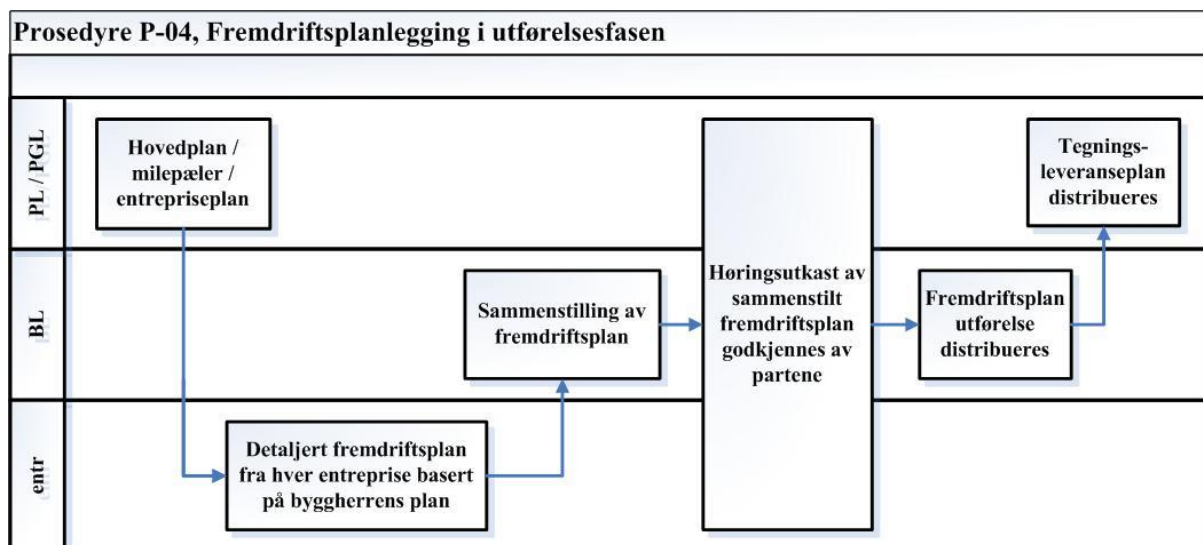 Prosedyre P-04, Fremdriftsplanlegging i utførelsesfasen
PL / PGL
Hovedplan /
milepæler /
entrepriseplan
Tegnings-
leveranseplan
distribueres
BL
Sammenstilling av
fremdriftsplan
Høringsutkast av
sammenstilt
fremdriftsplan
godkjennes av
partene
Fremdriftsplan
utførelse
distribueres
entr
Detaljert fremdriftsplan
fra hver entreprise basert
på byggherrens plan